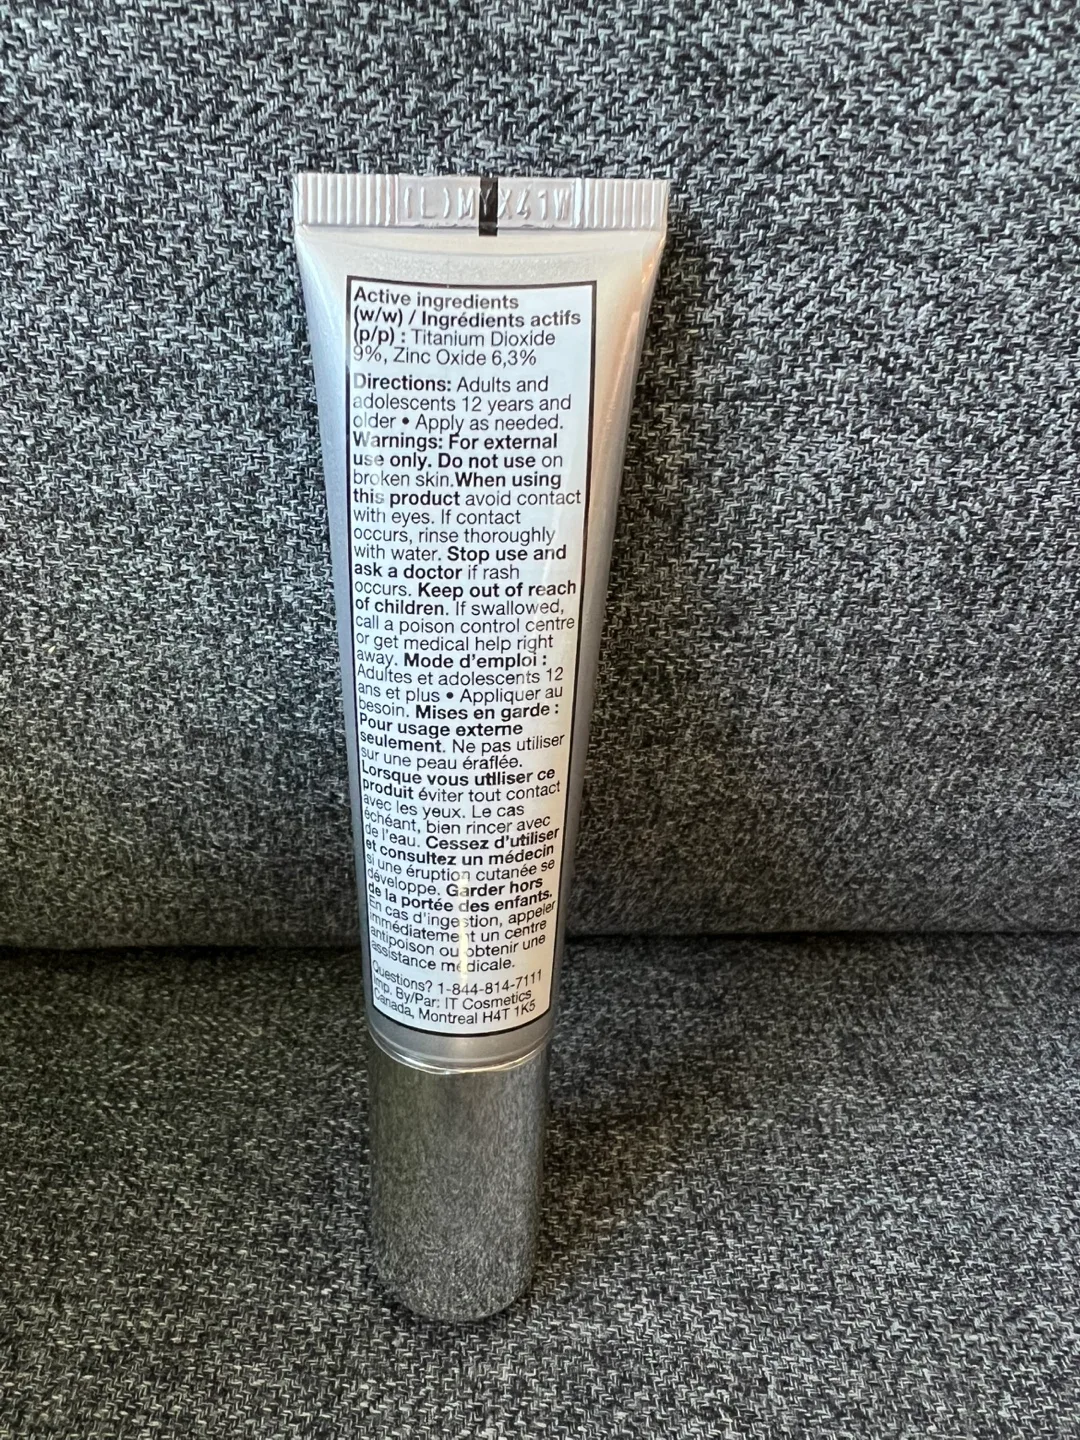 (L)MYX41W
Active ingredients
(w/w) / Ingrédients actifs
(p/p) : Titanium Dioxide
9%, Zinc Oxide 6,3%
Directions: Adults and
adolescents 12 years and
older • Apply as needed.
Warnings: For external
use only. Do not use on
broken skin.When using
this product avoid contact
with eyes. If contact
occurs, rinse thoroughly
with water. Stop use and
ask a doctor if rash
occurs. Keep out of reach
of children. If swallowed,
call a poison control centre
or get medical help right
away. Mode d'emploi :
Adultes et adolescents 12
ans et plus • Appliquer au
besoin. Mises en garde :
Pour usage externe
seulement. Ne pas utiliser
sur une peau éraflée.
Lorsque vous utiliser ce
produit éviter tout contact
avec les yeux. Le cas
échéant, bien rincer avec
de l'eau. Cessez d'utiliser
et consultez un médecin
si une éruption cutanée se
développe. Garder hors
de la portée des enfants.
En cas d'ingestion, appeler
immédiatement un centre
antipoison ou obtenir une
assistance médicale.
Questions? 1-844-814-7111
Imp. By/Par: IT Cosmetics
Canada, Montreal H4T 1K5